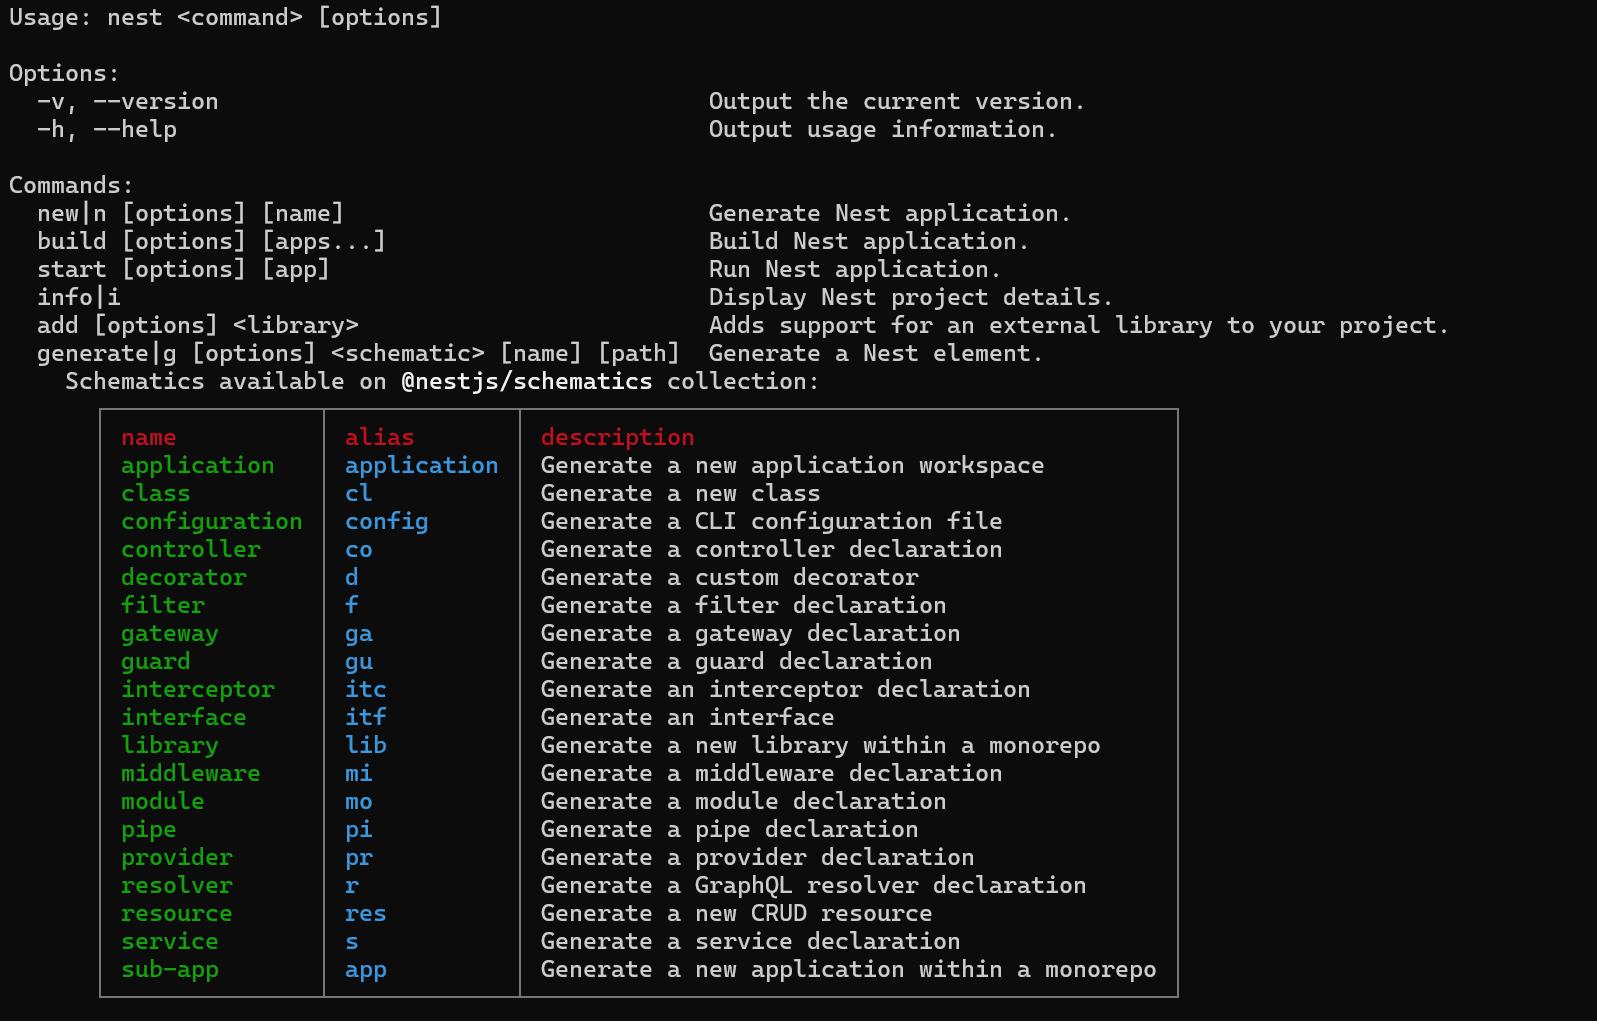 Usage: nest <command> [options]
Options:
-v, --version Output the current version.
-h, --help Output usage information.
Commands:
new|n [options] [name] Generate Nest application.
build [options] [apps...] Build Nest application.
start [options] [app] Run Nest application.
info|i Display Nest project details.
add [options] <library> Adds support for an external library to your project.
generate|g [options] <schematic> [name] [path] Generate a Nest element.
Schematics available on @nestjs/schematics collection:
name alias description
application application Generate a new application workspace
class cl Generate a new class
configuration config Generate a CLI configuration file
controller co Generate a controller declaration
decorator d Generate a custom decorator
filter f Generate a filter declaration
gateway ga Generate a gateway declaration
guard gu Generate a guard declaration
interceptor itc Generate an interceptor declaration
interface itf Generate an interface
library lib Generate a new library within a monorepo
middleware mi Generate a middleware declaration
module mo Generate a module declaration
pipe pi Generate a pipe declaration
provider pr Generate a provider declaration
resolver r Generate a GraphQL resolver declaration
resource res Generate a new CRUD resource
service s Generate a service declaration
sub-app app Generate a new application within a monorepo